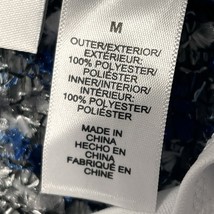 M
OUTER/EXTERIOR/
EXTÉRIEURE:
100% POLYESTER/
POLIÉSTER
INNER/INTERIOR/
INTÉRIEUR:
100% POLYESTER/
POLIÉSTER
MADE IN
CHINA
HECHO EN
CHINA
FABRIQUÉ EN
CHINE